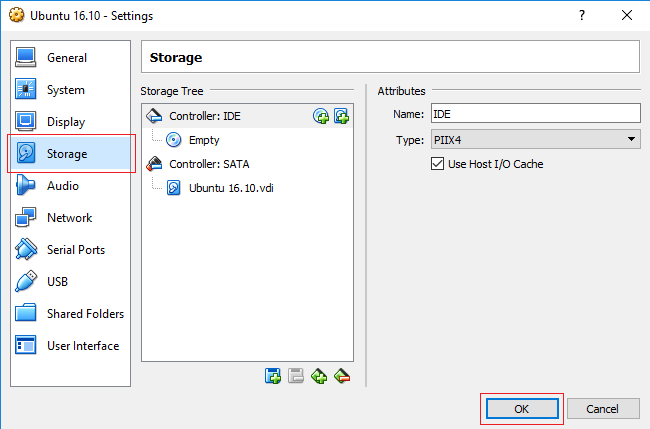 Ubuntu 16.10 - Settings
General
System
Display
Storage
Audio
Network
Serial Ports
USB
Shared Folders
User Interface
Storage
Storage Tree
Controller: IDE
Empty
Controller: SATA
Ubuntu 16.10.vdi
Attributes
Name: IDE
Type: PIIX4
Use Host I/O Cache
OK
Cancel